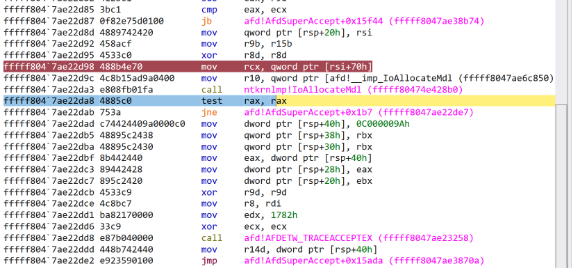 fffff804`7ae22d85 3bc1 cmp eax, ecx
fffff804`7ae22d87 0f82e75d0100 jb afd!AfdSuperAccept+0x15f44 (fffff8047ae38b74)
fffff804`7ae22d8d 4889742420 mov qword ptr [rsp+20h], rsi
fffff804`7ae22d92 458acf mov r9b, r15b
fffff804`7ae22d95 4533c0 xor r8d, r8d
fffff804`7ae22d98 488b4e70 mov rcx, qword ptr [rsi+70h]
fffff804`7ae22d9c 4c8b15ad9a0400 mov r10, qword ptr [afd!__imp_IoAllocateMdl (fffff8047ae6c850)]
fffff804`7ae22da3 e808fb01fa call ntkrnlmp!IoAllocateMdl (fffff80474e428b0)
fffff804`7ae22da8 4885c0 test rax, rax
fffff804`7ae22dab 753a jne afd!AfdSuperAccept+0x1b7 (fffff8047ae22de7)
fffff804`7ae22dad c74424409a0000c0 mov dword ptr [rsp+40h], 0C000009Ah
fffff804`7ae22db5 48895c2438 mov qword ptr [rsp+38h], rbx
fffff804`7ae22dba 48895c2430 mov qword ptr [rsp+30h], rbx
fffff804`7ae22dbf 8b442440 mov eax, dword ptr [rsp+40h]
fffff804`7ae22dc3 89442428 mov dword ptr [rsp+28h], eax
fffff804`7ae22dc7 895c2420 mov dword ptr [rsp+20h], ebx
fffff804`7ae22dcb 4533c9 xor r9d, r9d
fffff804`7ae22dce 4c8bc7 mov r8, rdi
fffff804`7ae22dd1 ba82170000 mov edx, 1782h
fffff804`7ae22dd6 33c9 xor ecx, ecx
fffff804`7ae22dd8 e87b040000 call afd!AFDETW_TRACEACCEPTEX (fffff8047ae23258)
fffff804`7ae22ddd 448b742440 mov r14d, dword ptr [rsp+40h]
fffff804`7ae22de2 e923590100 jmp afd!AfdSuperAccept+0x15ada (fffff8047ae3870a)